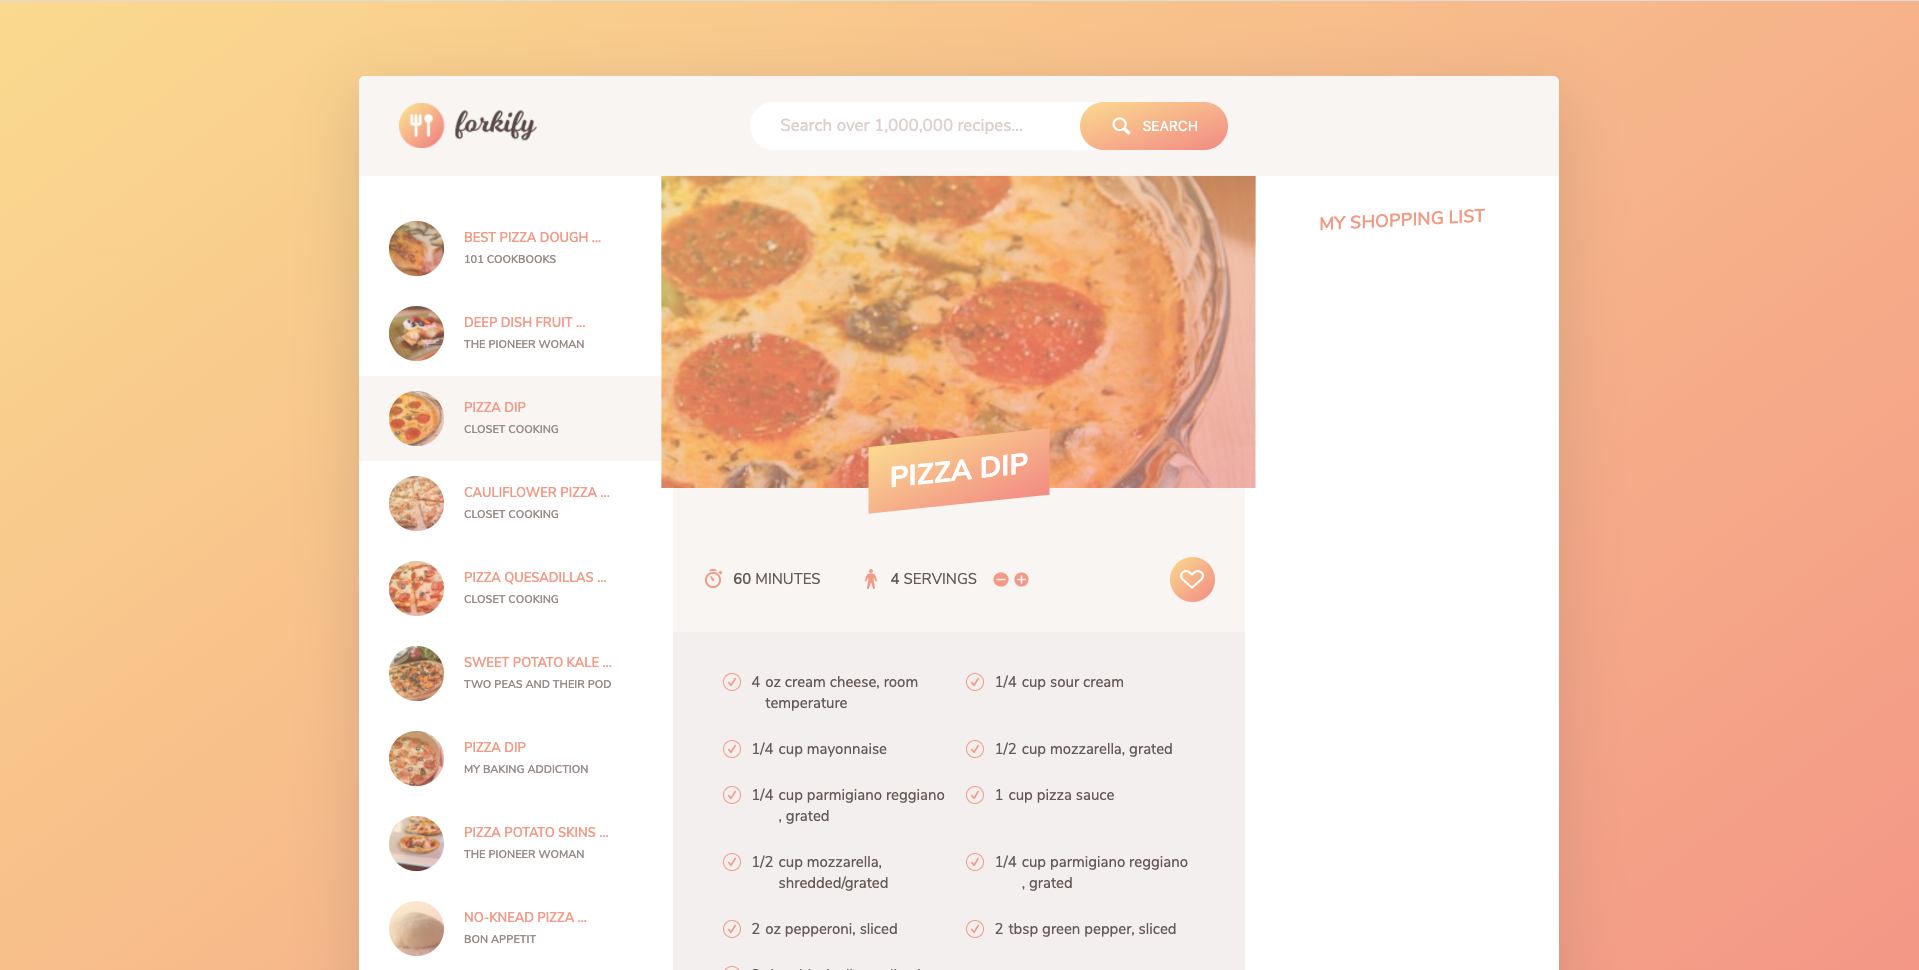 forkify
Search over 1,000,000 recipes...
SEARCH
BEST PIZZA DOUGH ...
101 COOKBOOKS
DEEP DISH FRUIT ...
THE PIONEER WOMAN
PIZZA DIP
CLOSET COOKING
CAULIFLOWER PIZZA ...
CLOSET COOKING
PIZZA QUESADILLAS ...
CLOSET COOKING
SWEET POTATO KALE ...
TWO PEAS AND THEIR POD
PIZZA DIP
MY BAKING ADDICTION
PIZZA POTATO SKINS ...
THE PIONEER WOMAN
NO-KNEAD PIZZA ...
BON APPETIT
PIZZA DIP
60 MINUTES
4 SERVINGS
4 oz cream cheese, room
temperature
1/4 cup sour cream
1/4 cup mayonnaise
1/2 cup mozzarella, grated
1/4 cup parmigiano reggiano
, grated
1 cup pizza sauce
1/2 cup mozzarella,
shredded/grated
1/4 cup parmigiano reggiano
, grated
2 oz pepperoni, sliced
2 tbsp green pepper, sliced
MY SHOPPING LIST